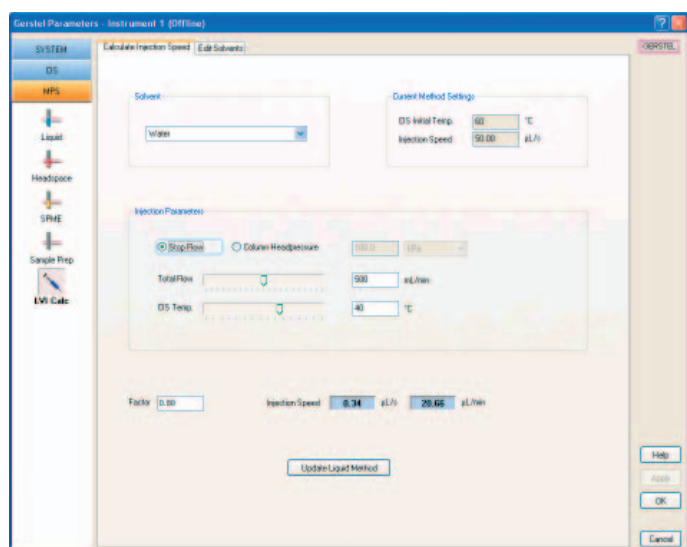 Gerstel Parameters - Instrument 1 (Offline)
SYSTEM
CIS
MPS
Liquid
Headspace
SPME
Sample Prep
LVI Calc
Calculate Injection Speed
Edit Solvents
GERSTEL
Solvent
Water
Current Method Settings
CIS Initial Temp. 60 °C
Injection Speed 50.00 µL/s
Injection Parameters
Stop Flow Column Headpressure 100.0 kPa
Total Flow 500 mL/min
CIS Temp. 40 °C
Factor 0.80 Injection Speed 0.34 µL/s 20.66 µL/min
Update Liquid Method
Help
Apply
OK
Cancel